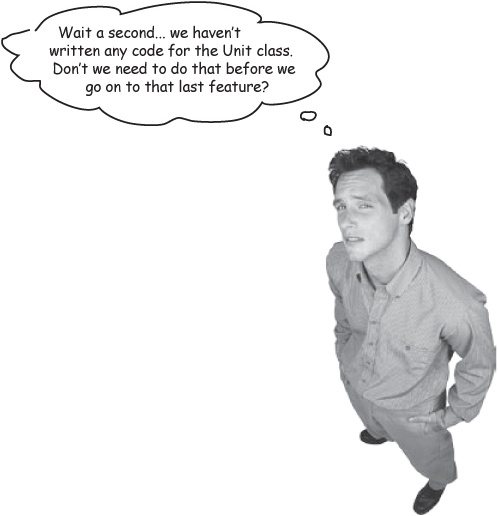 Wait a second... we haven't
written any code for the Unit class.
Don't we need to do that before we
go on to that last feature?